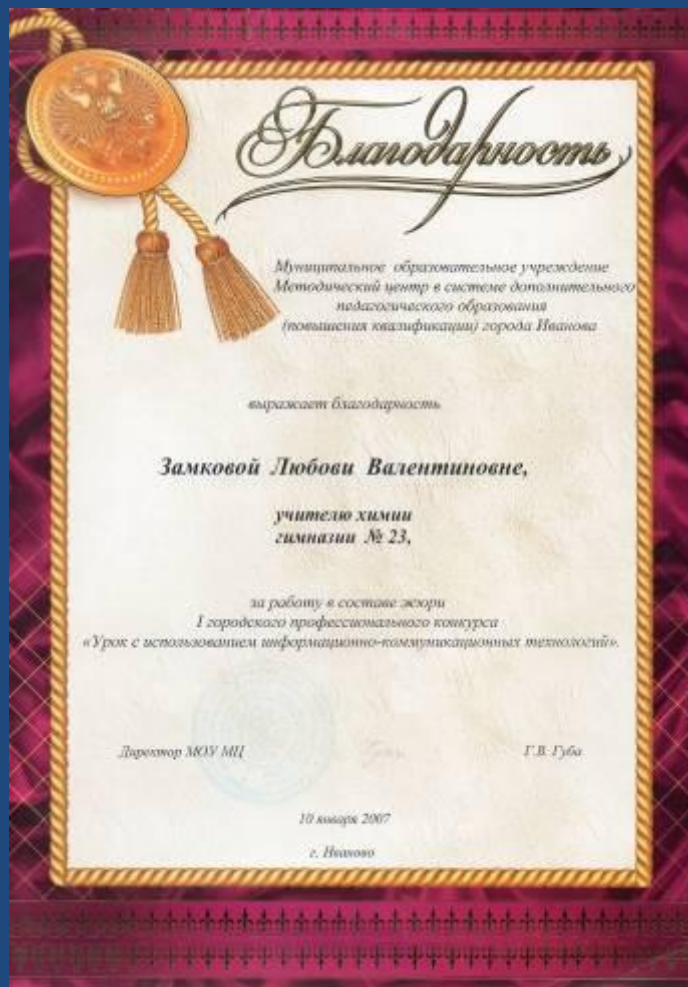 Благодарность
Муниципальное образовательное учреждение
Методический центр в системе дополнительного
педагогического образования
(повышения квалификации) города Иванова
выражает благодарность
Замковой Любови Валентиновне,
учителю химии
гимназии № 23,
за работу в составе жюри
I городского профессионального конкурса
«Урок с использованием информационно-коммуникационных технологий».
Директор МОУ МЦ Г.В. Губа
10 января 2007
г. Иваново